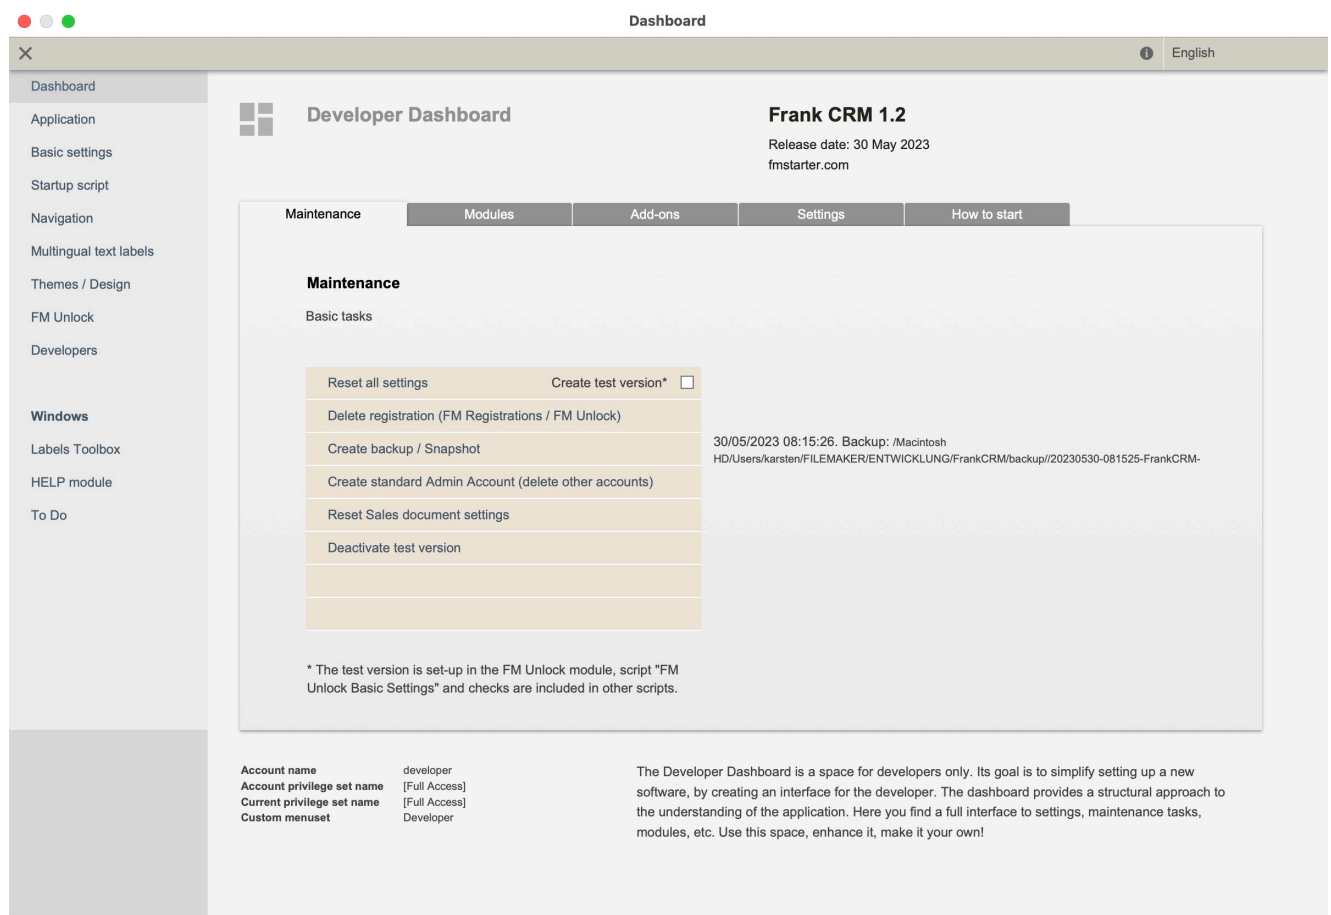 Dashboard
English
Dashboard
Application
Basic settings
Startup script
Navigation
Multingual text labels
Themes / Design
FM Unlock
Developers
Windows
Labels Toolbox
HELP module
To Do
Developer Dashboard
Frank CRM 1.2
Release date: 30 May 2023
fmstarter.com
Maintenance Modules Add-ons Settings How to start
Maintenance
Basic tasks
Reset all settings Create test version*
Delete registration (FM Registrations / FM Unlock)
Create backup / Snapshot
Create standard Admin Account (delete other accounts)
Reset Sales document settings
Deactivate test version
30/05/2023 08:15:26. Backup: /Macintosh
HD/Users/karsten/FILEMAKER/ENTWICKLUNG/FrankCRM/backup//20230530-081525-FrankCRM-
* The test version is set-up in the FM Unlock module, script "FM
Unlock Basic Settings" and checks are included in other scripts.
Account name developer
Account privilege set name [Full Access]
Current privilege set name [Full Access]
Custom menuset Developer
The Developer Dashboard is a space for developers only. Its goal is to simplify setting up a new
software, by creating an interface for the developer. The dashboard provides a structural approach to
the understanding of the application. Here you find a full interface to settings, maintenance tasks,
modules, etc. Use this space, enhance it, make it your own!